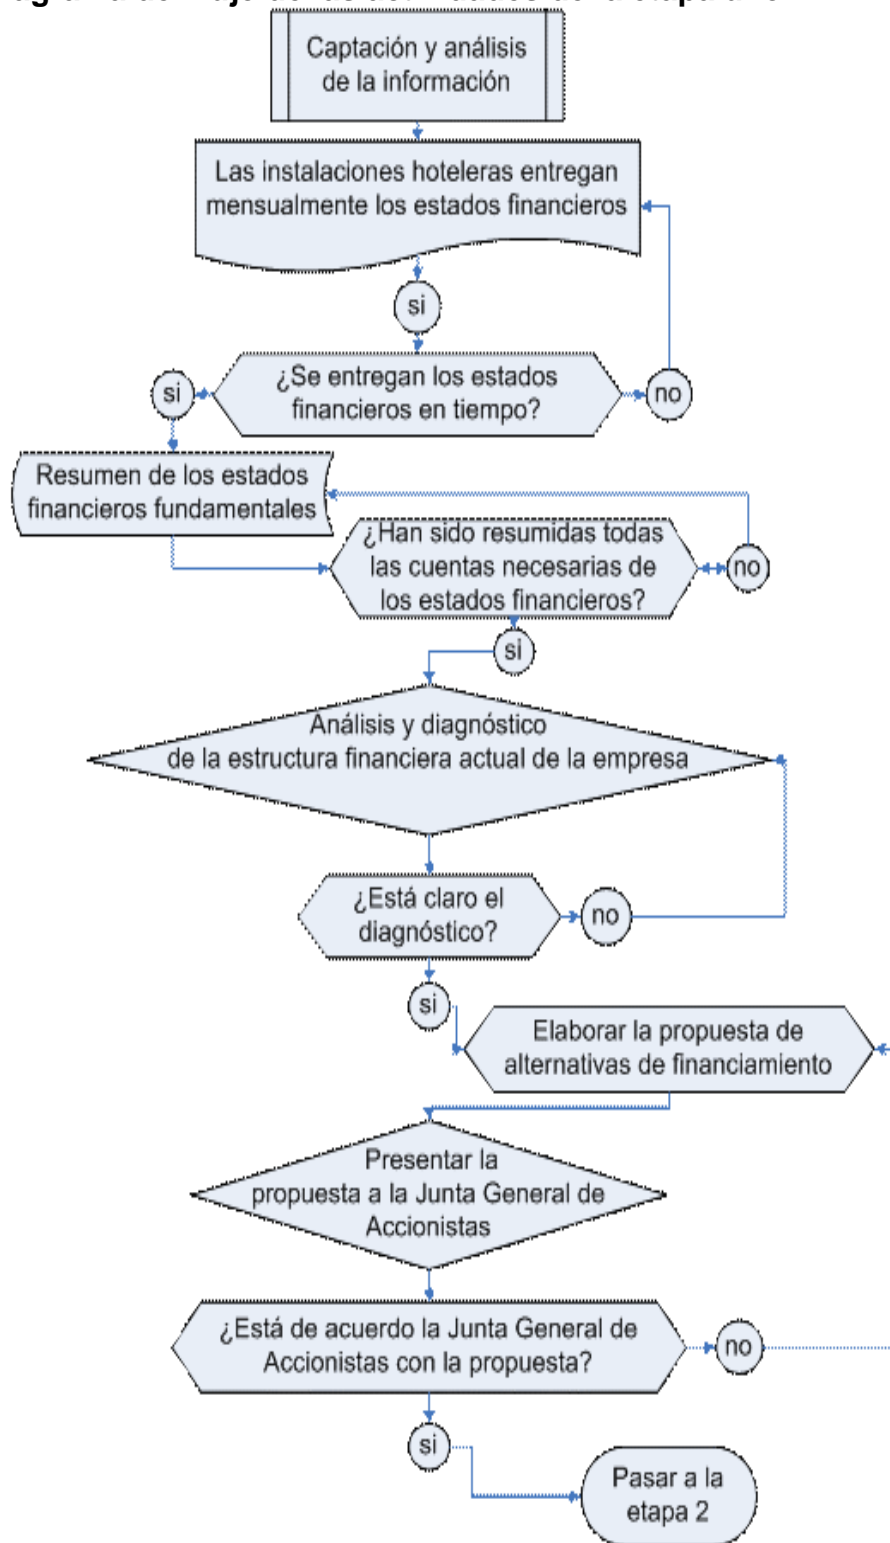 Captación y análisis
de la información
Las instalaciones hoteleras entregan
mensualmente los estados financieros
si
¿Se entregan los estados
financieros en tiempo?
si
no
Resumen de los estados
financieros fundamentales
¿Han sido resumidas todas
las cuentas necesarias de
los estados financieros?
no
si
Análisis y diagnóstico
de la estructura financiera actual de la empresa
¿Está claro el
diagnóstico?
no
si
Elaborar la propuesta de
alternativas de financiamiento
Presentar la
propuesta a la Junta General de
Accionistas
¿Está de acuerdo la Junta General de
Accionistas con la propuesta?
no
si
Pasar a la
etapa 2